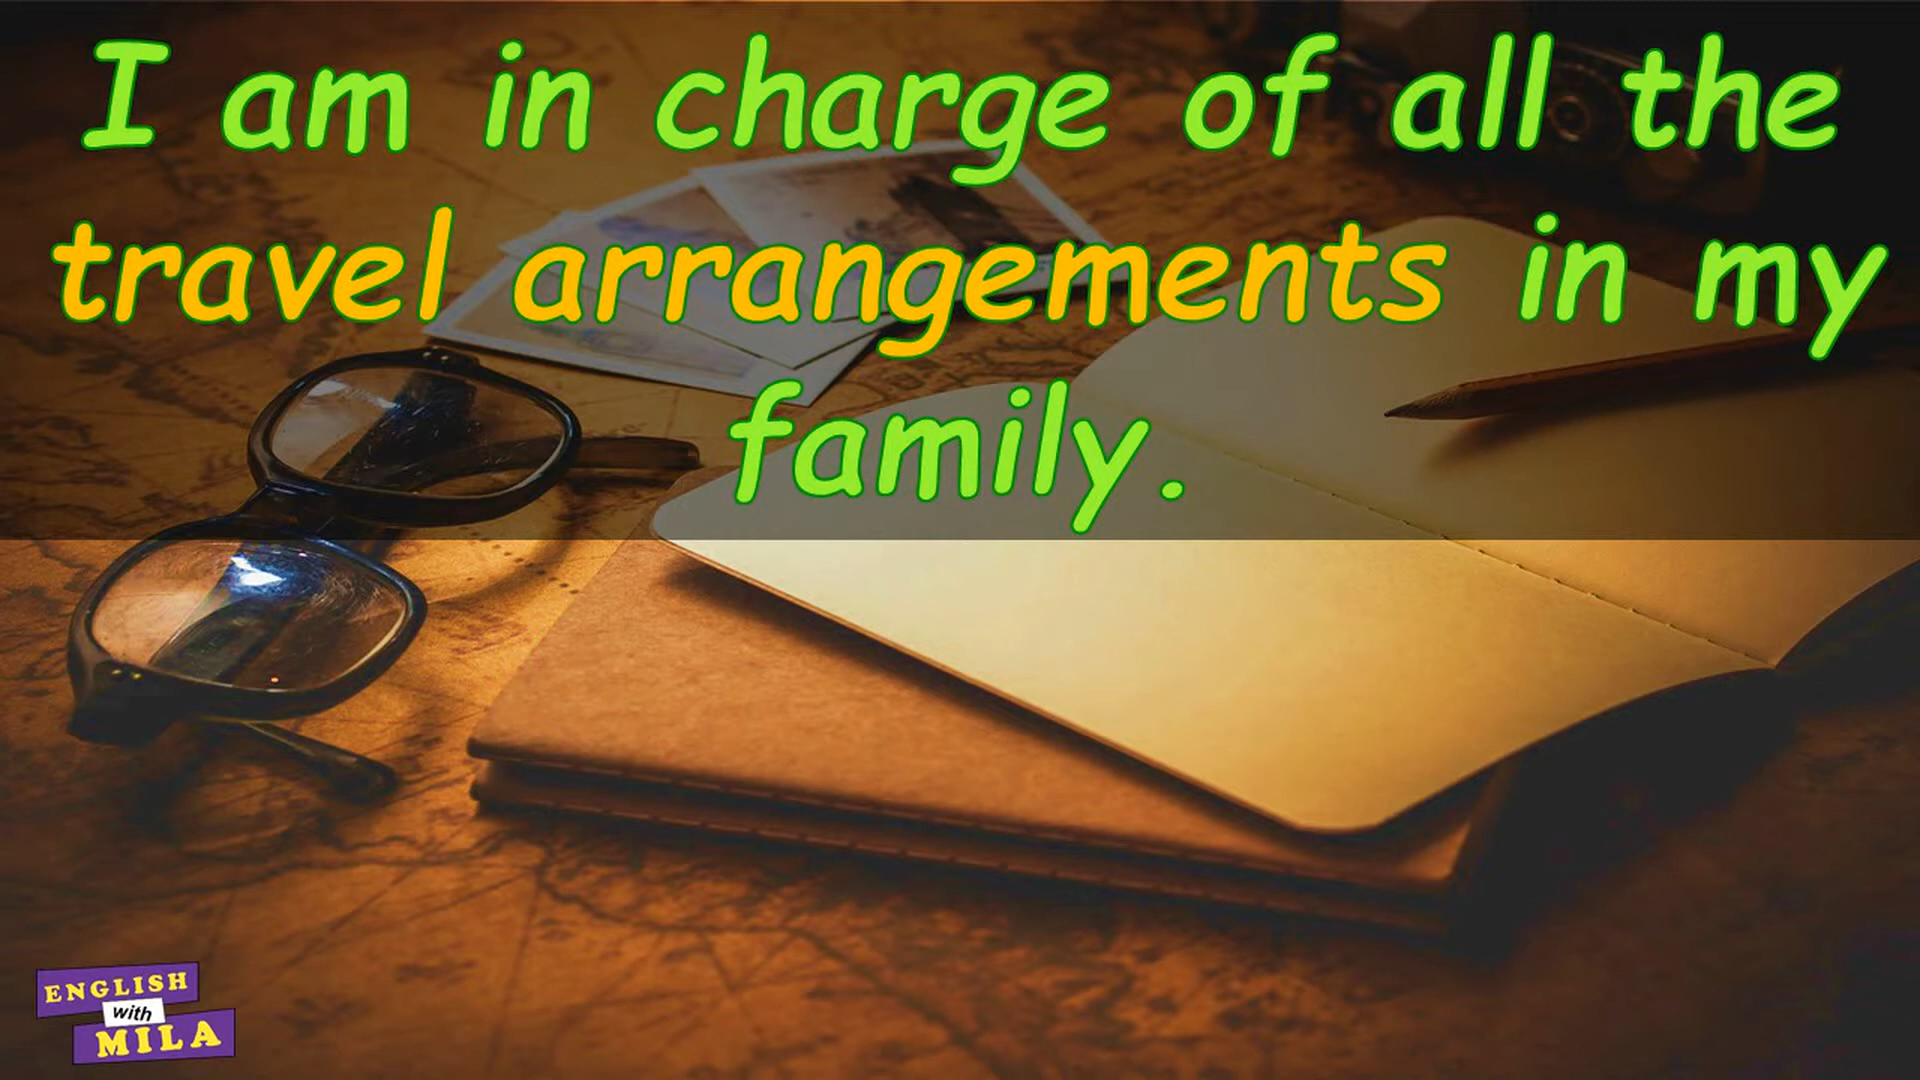 I am in charge of all the
travel arrangements in my
family.
ENGLISH
with
MILA